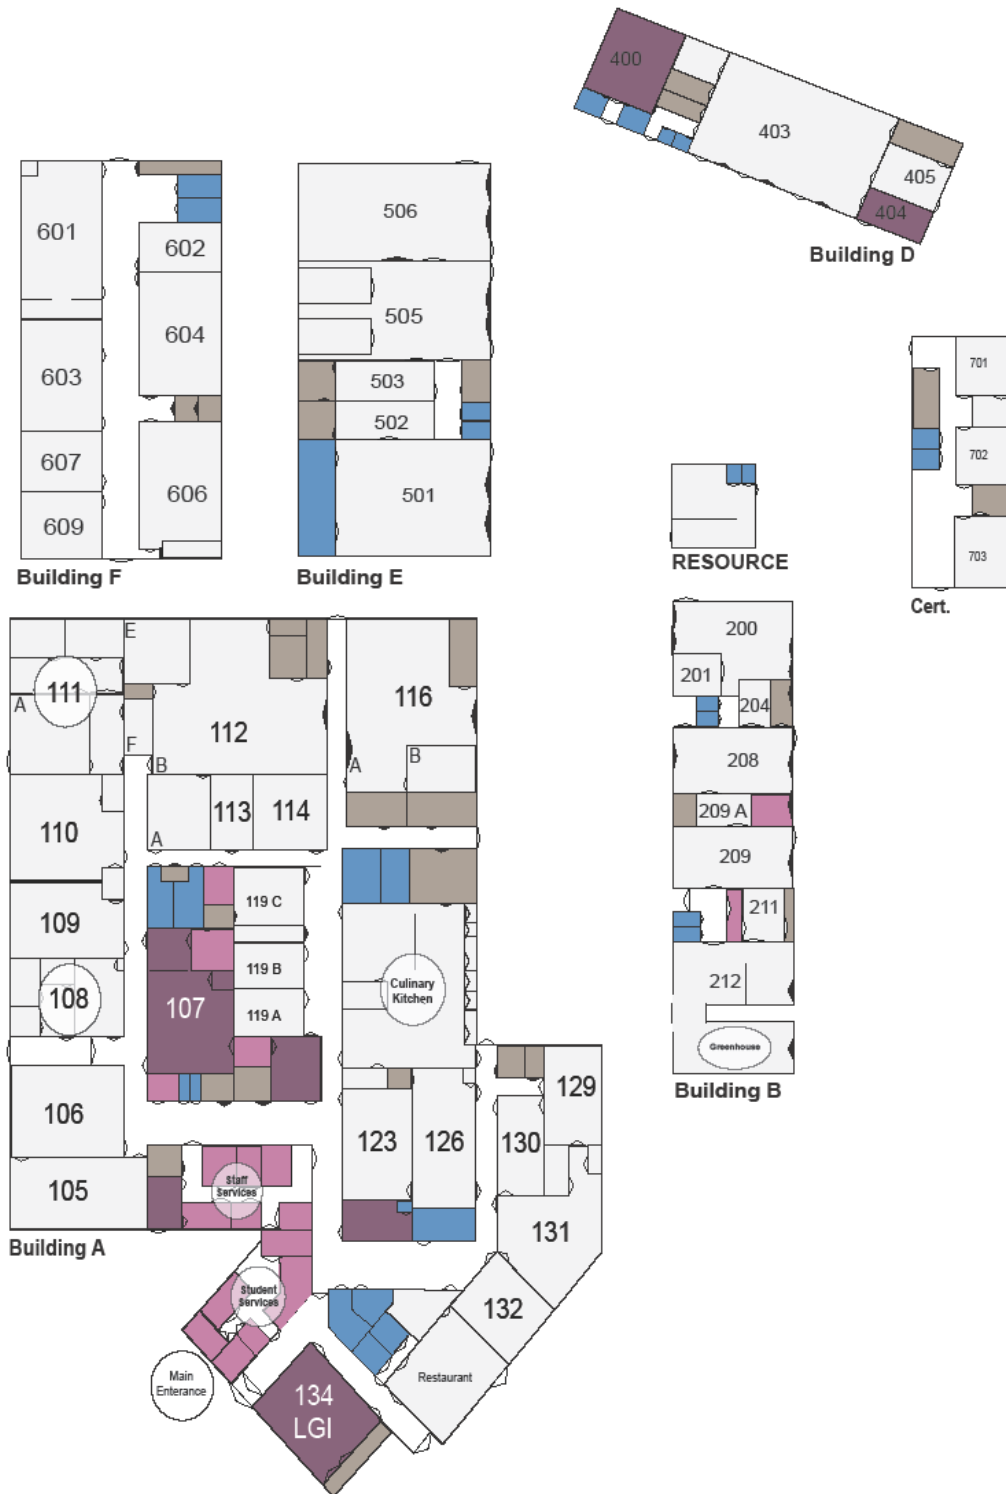 400
403
405
404
Building D
601
602
604
603
607
606
609
Building F
506
505
503
502
501
Building E
701
702
703
Cert.
RESOURCE
200
201
204
208
209 A
209
211
212
Greenhouse
Building B
E
111
A
F
112
B
116
A
B
110
113
114
A
109
119 C
108
107
119 B
119 A
Culinary
Kitchen
106
123
126
129
130
105
Staff
Services
131
Building A
Student
Services
132
Main
Enterance
Restaurant
134
LGI